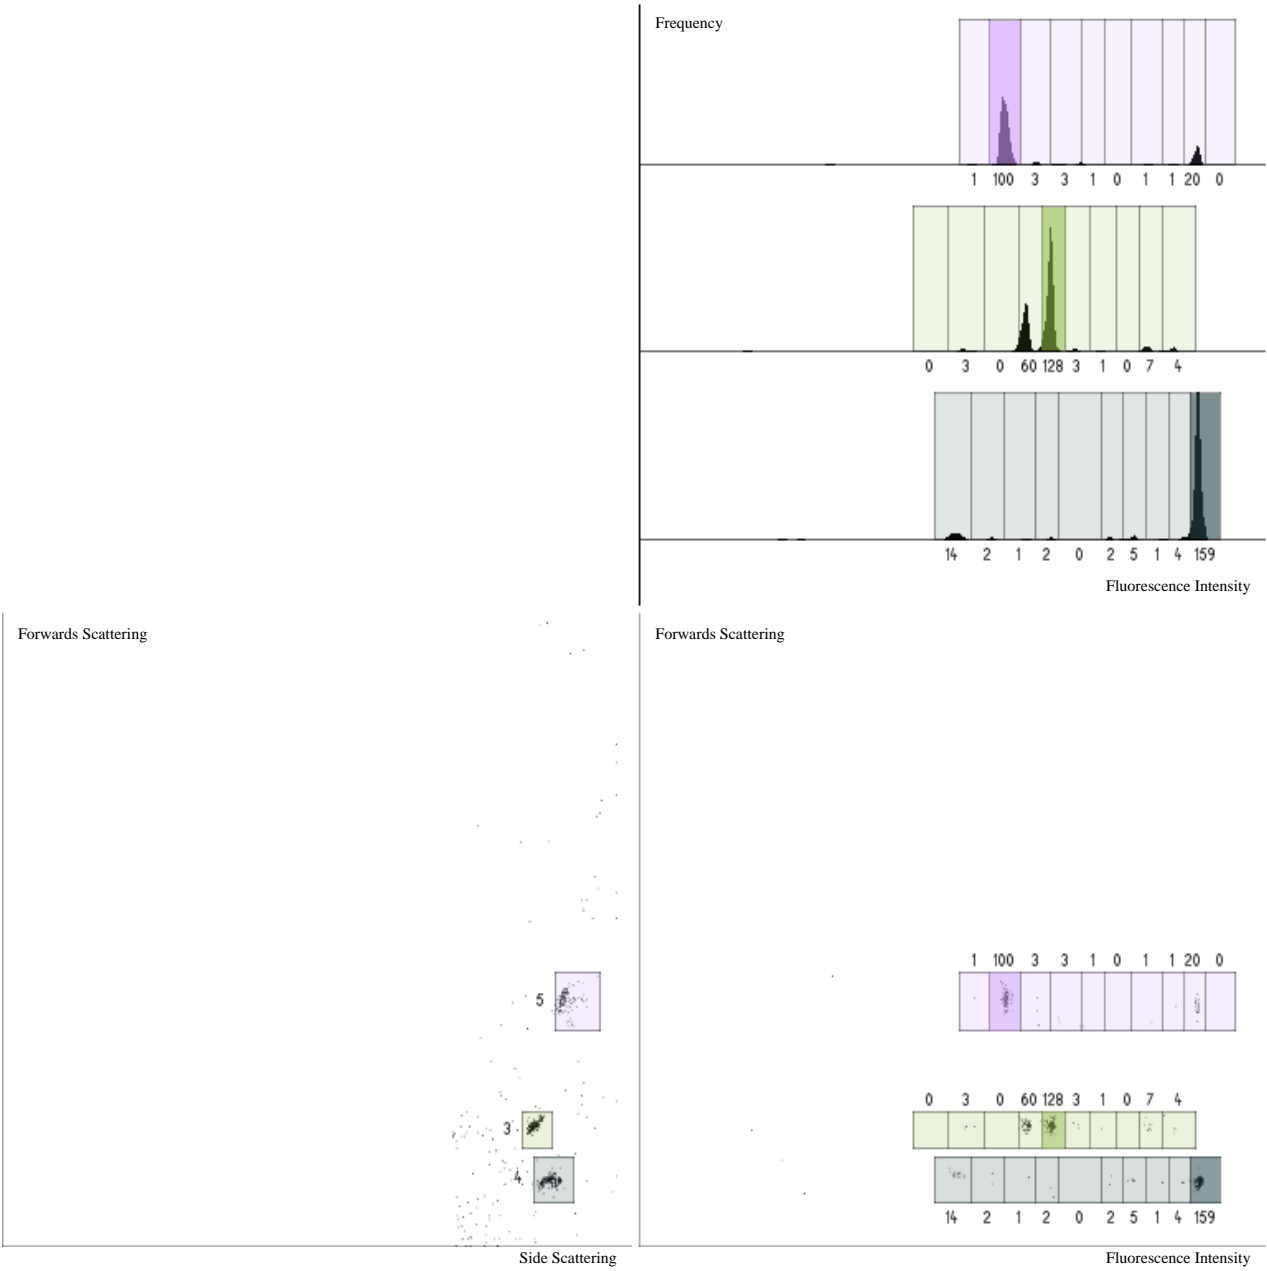 Frequency
1 100 3 3 1 0 1 1 20 0
0 3 0 60 128 3 1 0 7 4
14 2 1 2 0 2 5 1 4 159
Fluorescence Intensity
Forwards Scattering
5
3
4
Side Scattering
Forwards Scattering
1 100 3 3 1 0 1 1 20 0
0 3 0 60 128 3 1 0 7 4
14 2 1 2 0 2 5 1 4 159
Fluorescence Intensity